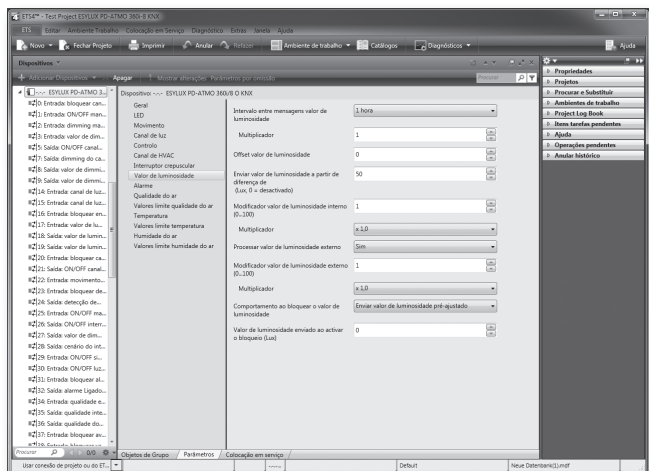 ETS4™ - Test Project ESYLUX PD-ATMO 360i-8 KNX
ETS Editar Ambiente Trabalho Colocação em Serviço Diagnóstico Extras Janela Ajuda
Novo Fechar Projeto Imprimir Anular Refazer Ambiente de trabalho Catálogos Diagnósticos Ajuda
Dispositivos
Adicionar Dispositivos Apagar Mostrar alterações Parâmetros por omissão Procurar
-.-.- ESYLUX PD-ATMO 3...
0: Entrada: bloquear can...
1: Entrada: ON/OFF man...
2: Entrada: dimming ma...
3: Entrada: valor de dim...
5: Saída: ON/OFF canal...
7: Saída: dimming do ca...
8: Saída: valor de dimmi...
9: Saída: valor de dimmi...
14: Entrada: canal de luz...
15: Entrada: canal de luz...
16: Entrada: bloquear en...
17: Entrada: valor de lu...
18: Saída: valor de lumin...
19: Saída: valor de lumin...
20: Entrada: bloquear ca...
21: Saída: ON/OFF canal...
22: Entrada: movimento...
23: Entrada: bloquear de...
24: Saída: detecção de...
25: Entrada: ON/OFF ma...
26: Saída: ON/OFF interr...
27: Saída: valor de dim...
28: Saída: cenário do int...
29: Entrada: ON/OFF si...
30: Entrada: ON/OFF luz...
31: Entrada: bloquear al...
32: Saída: alarme Ligado...
34: Entrada: qualidade e...
35: Saída: qualidade inte...
36: Saída: qualidade do...
37: Entrada: bloquear av...
Procurar 0/0
Dispositivo: -.-.- ESYLUX PD-ATMO 360i/8 O KNX
Geral
LED
Movimento
Canal de luz
Controlo
Canal de HVAC
Interruptor crepuscular
Valor de luminosidade
Alarme
Qualidade do ar
Valores limite qualidade do ar
Temperatura
Valores limite temperatura
Humidade do ar
Valores limite humidade do ar
Intervalo entre mensagens valor de
luminosidade
1 hora
Multiplicador 1
Offset valor de luminosidade 0
Enviar valor de luminosidade a partir de
diferença de
(Lux, 0 = desactivado)
50
Modificador valor de luminosidade interno
(0...100)
1
Multiplicador x 1,0
Processar valor de luminosidade externo Sim
Modificador valor de luminosidade externo
(0...100)
1
Multiplicador x 1,0
Comportamento ao bloquear o valor de
luminosidade
Enviar valor de luminosidade pré-ajustado
Valor de luminosidade enviado ao activar
o bloqueio (Lux)
0
Objetos de Grupo Parâmetros Colocação em serviço
Propriedades
Projetos
Procurar e Substituir
Ambientes de trabalho
Project Log Book
Itens tarefas pendentes
Ajuda
Operações pendentes
Anular histórico
Usar conexão de projeto ou do ET... -.-.- Default Neue Datenbank(1).mdf